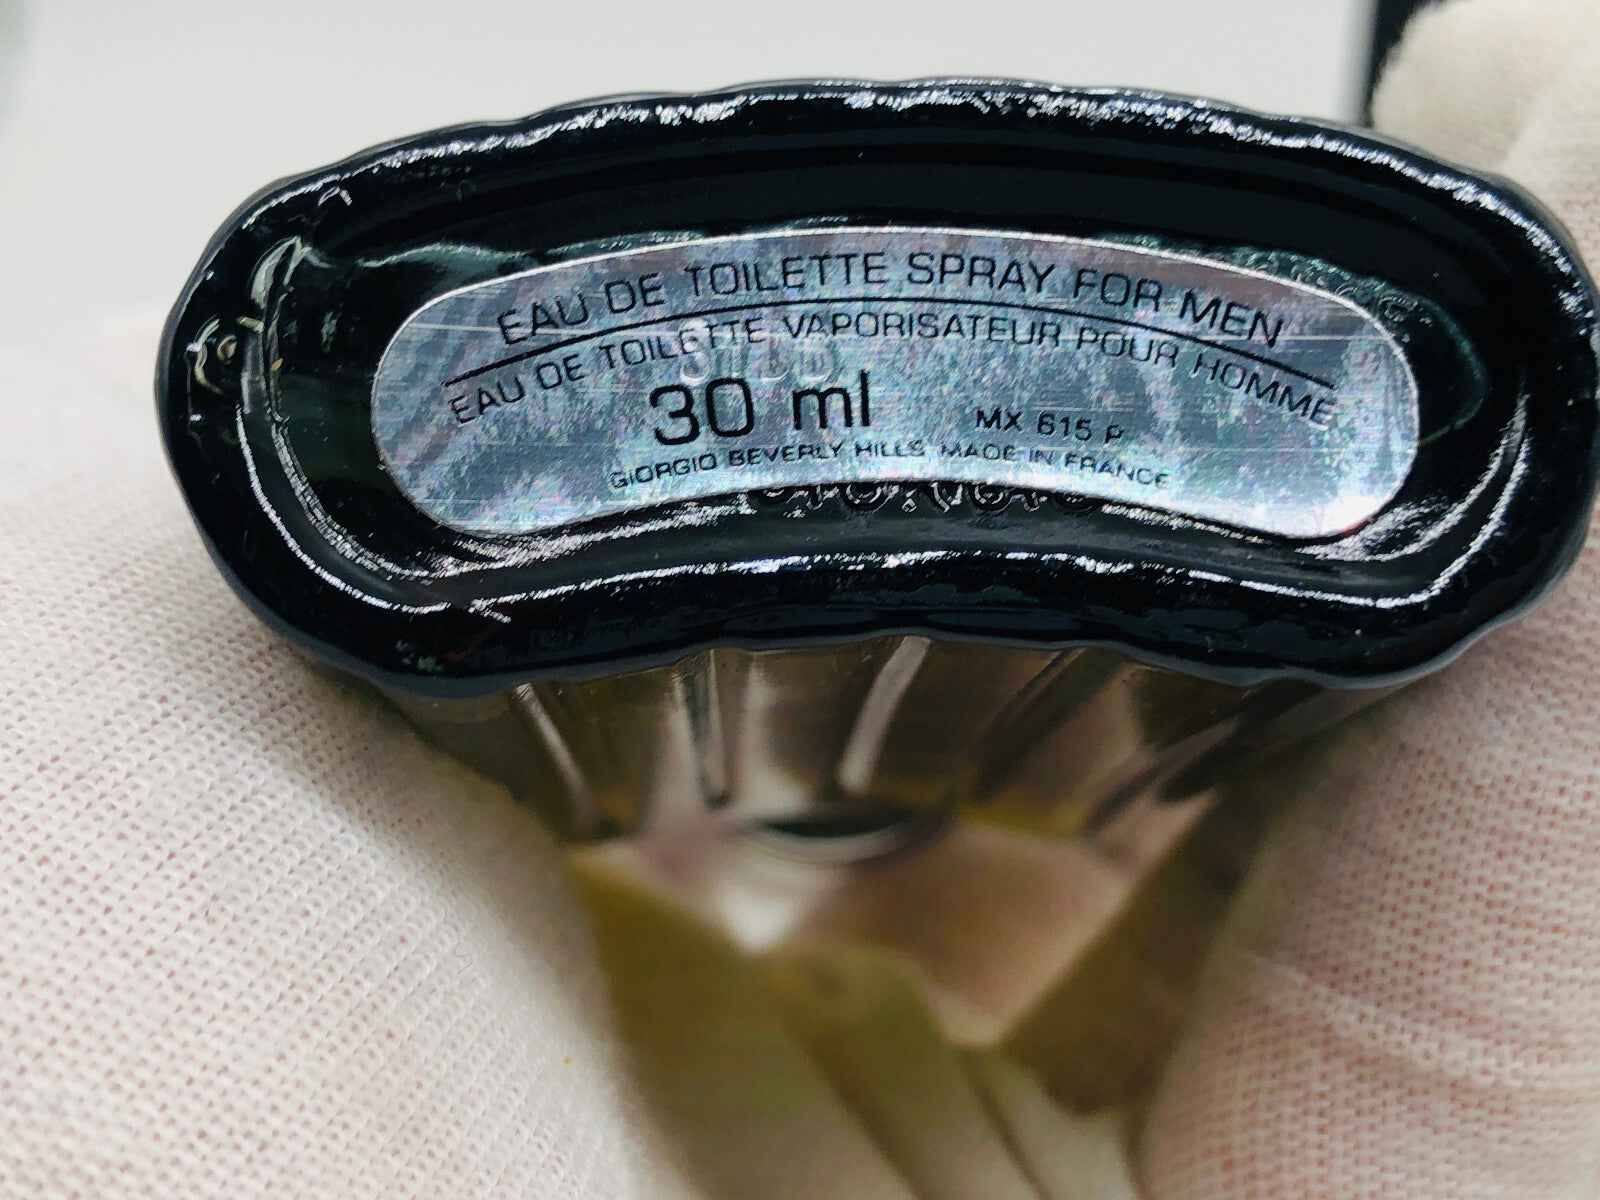 EAU DE TOILETTE SPRAY FOR MEN
EAU DE TOILETTE VAPORISATEUR POUR HOMME
30 ml MX 615 P
GIORGIO BEVERLY HILLS MADE IN FRANCE